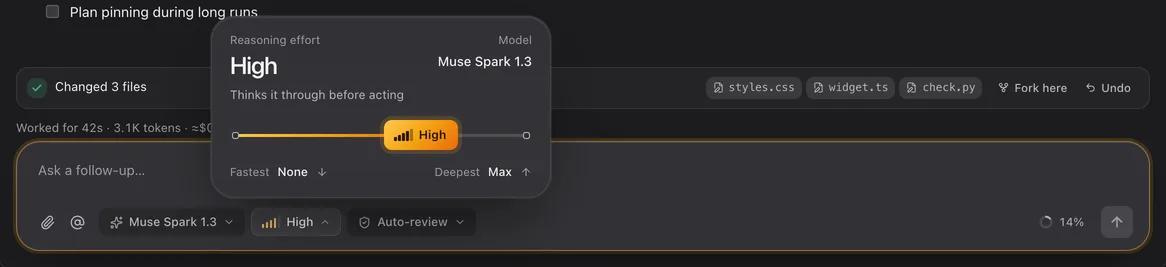 Plan pinning during long runs
Reasoning effort
Model
High
Muse Spark 1.3
Thinks it through before acting
High
Fastest None ↓
Deepest Max ↑
Changed 3 files
styles.css
widget.ts
check.py
Fork here
Undo
Worked for 42s · 3.1K tokens · ≈$
Ask a follow-up...
Muse Spark 1.3
High
Auto-review
14%